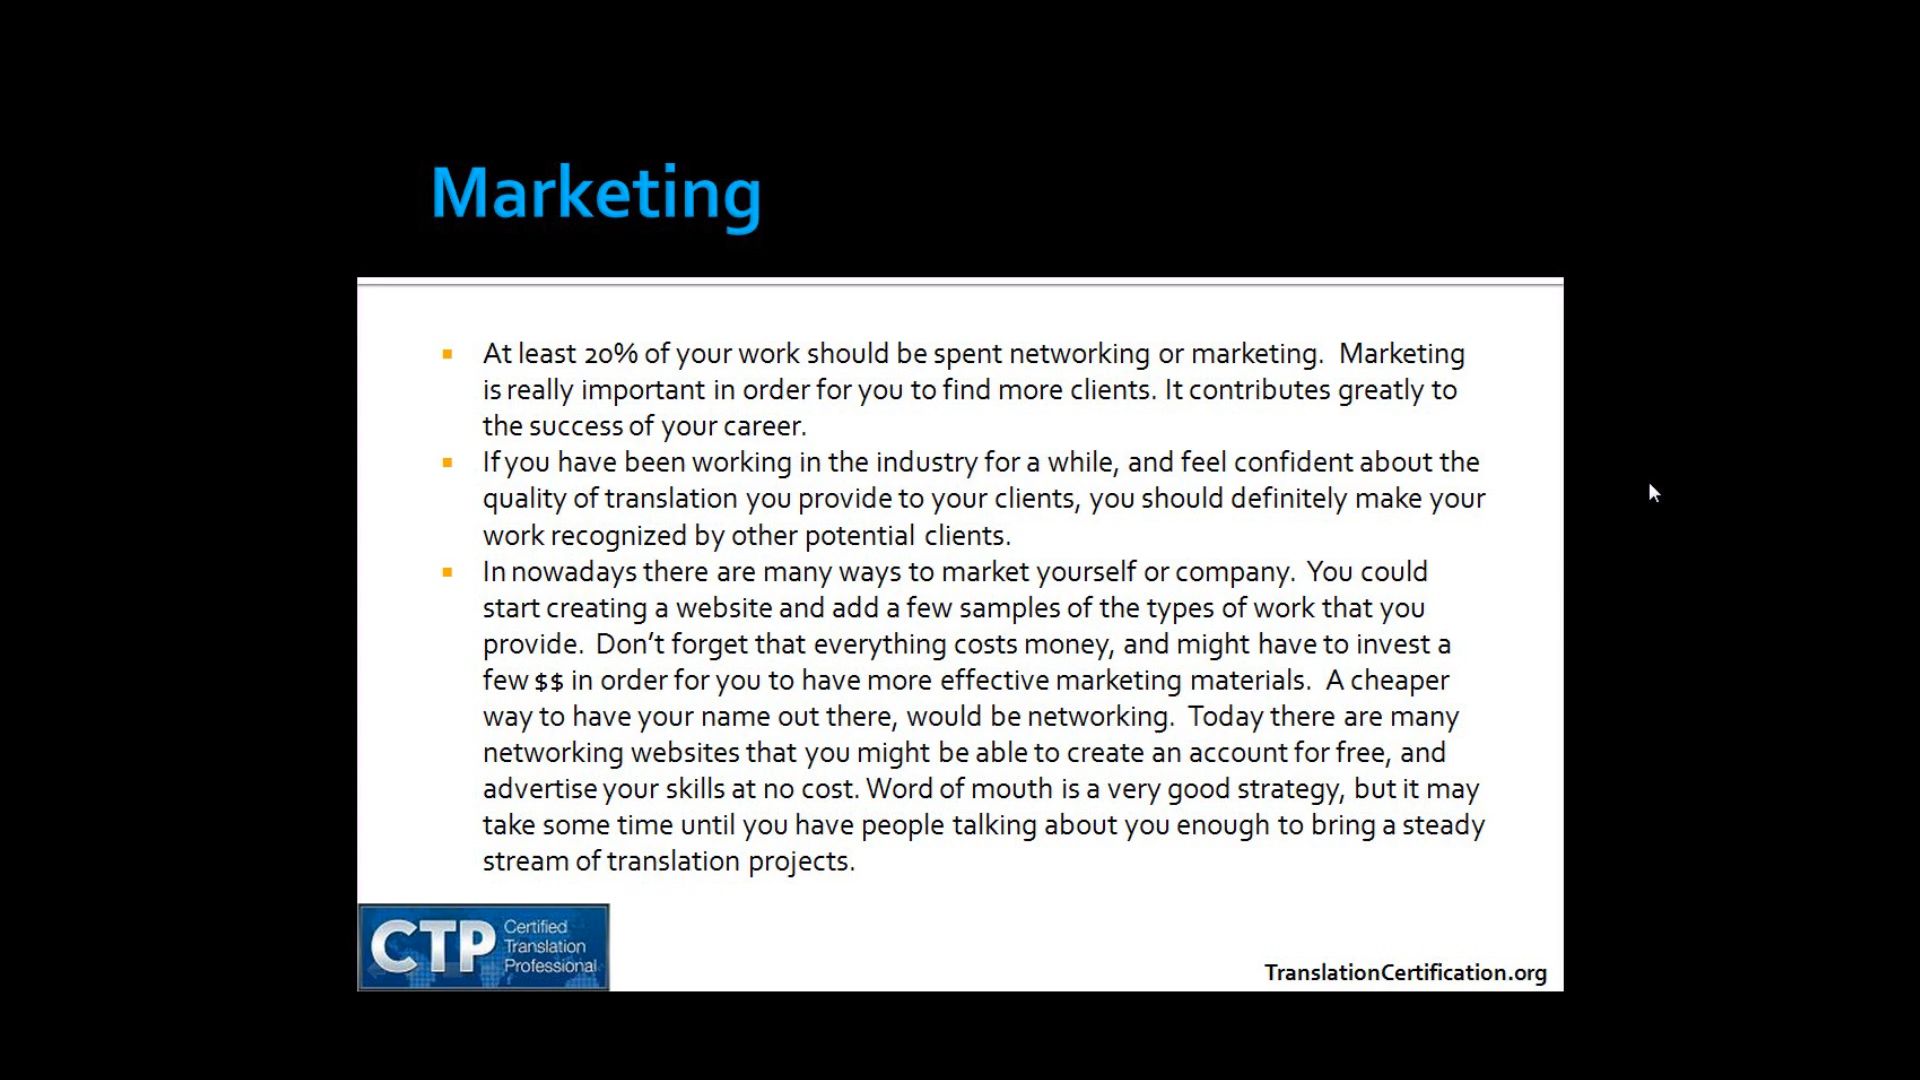 Marketing
At least 20% of your work should be spent networking or marketing. Marketing
is really important in order for you to find more clients. It contributes greatly to
the success of your career.
If you have been working in the industry for a while, and feel confident about the
quality of translation you provide to your clients, you should definitely make your
work recognized by other potential clients.
In nowadays there are many ways to market yourself or company. You could
start creating a website and add a few samples of the types of work that you
provide. Don't forget that everything costs money, and might have to invest a
few $$ in order for you to have more effective marketing materials. A cheaper
way to have your name out there, would be networking. Today there are many
networking websites that you might be able to create an account for free, and
advertise your skills at no cost. Word of mouth is a very good strategy, but it may
take some time until you have people talking about you enough to bring a steady
stream of translation projects.
CTP
Certified
Translation
Professional
TranslationCertification.org